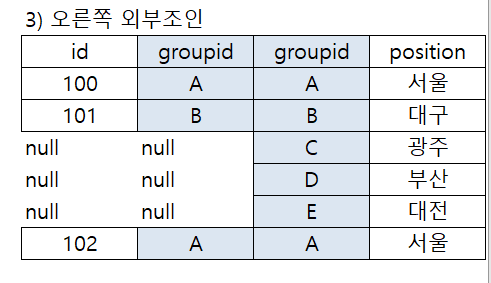 3) 오른쪽 외부조인
id groupid groupid position
100 A A 서울
101 B B 대구
null null C 광주
null null D 부산
null null E 대전
102 A A 서울